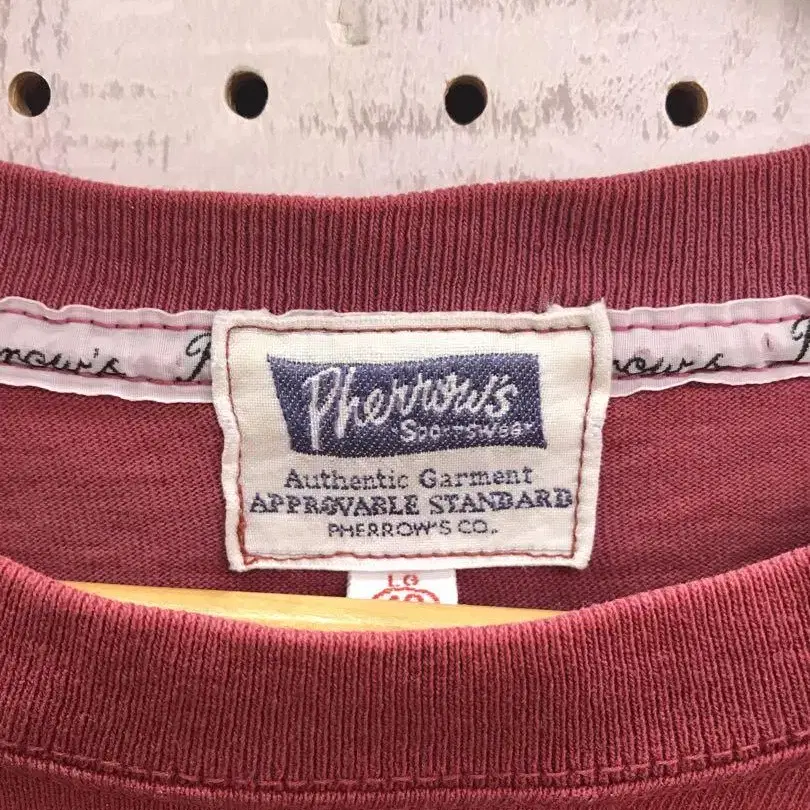 Pherrow's
Sportswear
Authentic Garment
APPROVABLE STANDARD
PHERROW'S CO.
LG